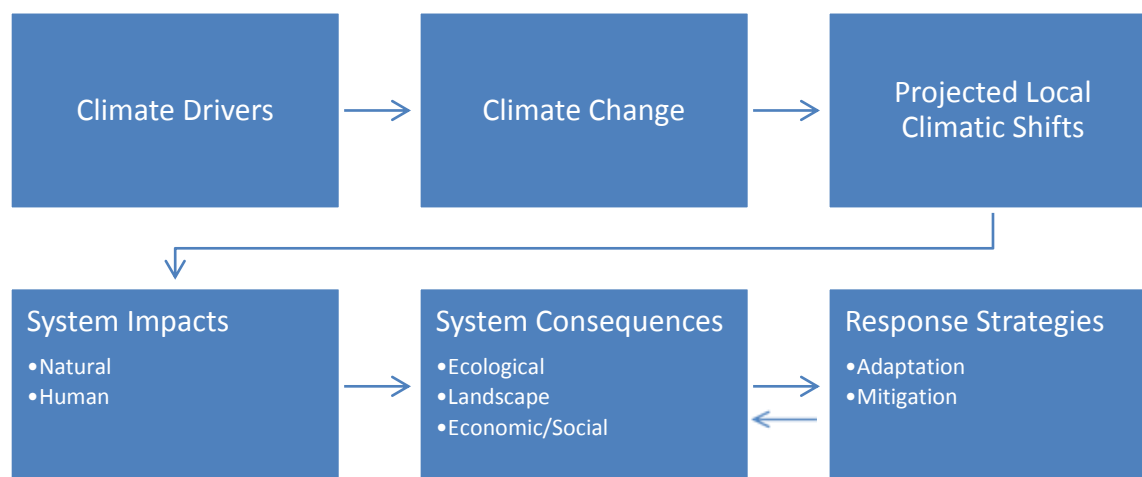 Climate Drivers
Climate Change
Projected Local
Climatic Shifts
System Impacts
•Natural
•Human
System Consequences
•Ecological
•Landscape
•Economic/Social
Response Strategies
•Adaptation
•Mitigation